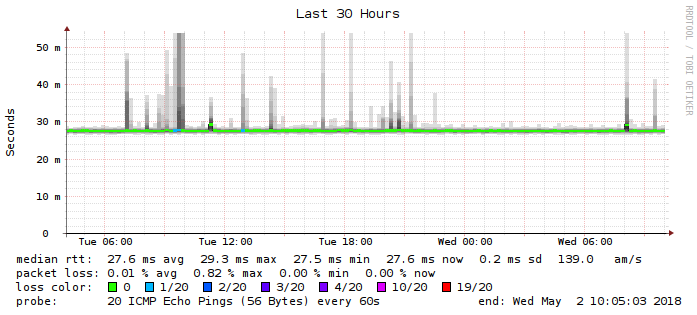 Last 30 Hours
RRDTOOL / TOBI OETIKER
Seconds
50 m
40 m
30 m
20 m
10 m
0
Tue 06:00 Tue 12:00 Tue 18:00 Wed 00:00 Wed 06:00
median rtt: 27.6 ms avg 29.3 ms max 27.5 ms min 27.6 ms now 0.2 ms sd 139.0 am/s
packet loss: 0.01 % avg 0.82 % max 0.00 % min 0.00 % now
loss color: 0 1/20 2/20 3/20 4/20 10/20 19/20
probe: 20 ICMP Echo Pings (56 Bytes) every 60s end: Wed May 2 10:05:03 2018